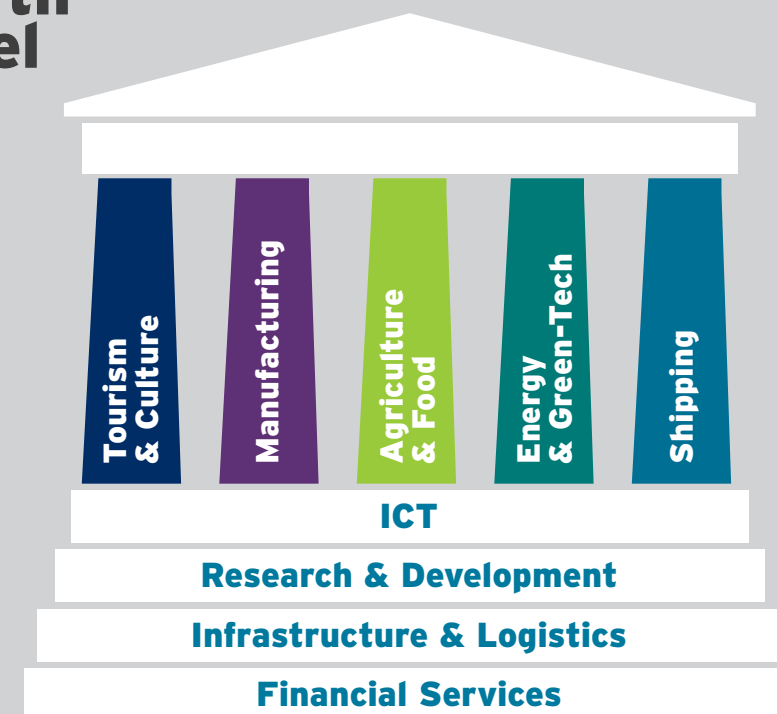 Tourism
& Culture
Manufacturing
Agriculture
& Food
Energy
& Green-Tech
Shipping
ICT
Research & Development
Infrastructure & Logistics
Financial Services